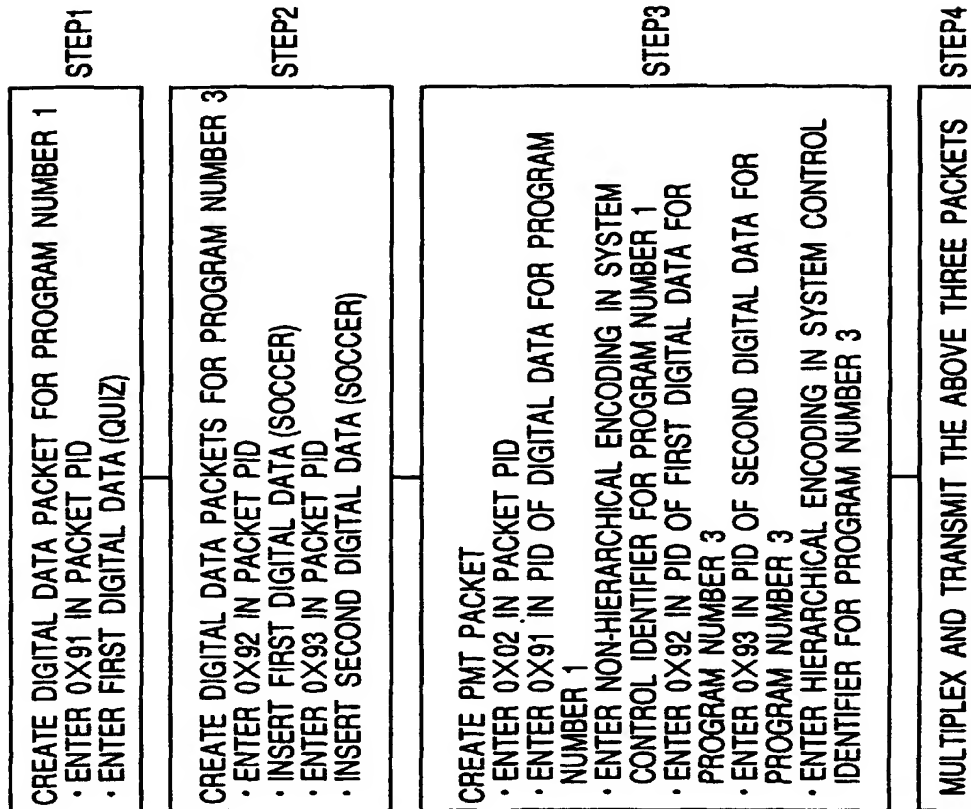 CREATE DIGITAL DATA PACKET FOR PROGRAM NUMBER 1
· ENTER 0X91 IN PACKET PID
· ENTER FIRST DIGITAL DATA (QUIZ)
STEP1
CREATE DIGITAL DATA PACKETS FOR PROGRAM NUMBER 3
· ENTER 0X92 IN PACKET PID
· INSERT FIRST DIGITAL DATA (SOCCER)
· ENTER 0X93 IN PACKET PID
· INSERT SECOND DIGITAL DATA (SOCCER)
STEP2
CREATE PMT PACKET
· ENTER 0X02 IN PACKET PID
· ENTER 0X91 IN PID OF DIGITAL DATA FOR PROGRAM
NUMBER 1
· ENTER NON-HIERARCHICAL ENCODING IN SYSTEM
CONTROL IDENTIFIER FOR PROGRAM NUMBER 1
· ENTER 0X92 IN PID OF FIRST DIGITAL DATA FOR
PROGRAM NUMBER 3
· ENTER 0X93 IN PID OF SECOND DIGITAL DATA FOR
PROGRAM NUMBER 3
· ENTER HIERARCHICAL ENCODING IN SYSTEM CONTROL
IDENTIFIER FOR PROGRAM NUMBER 3
STEP3
MULTIPLEX AND TRANSMIT THE ABOVE THREE PACKETS
STEP4